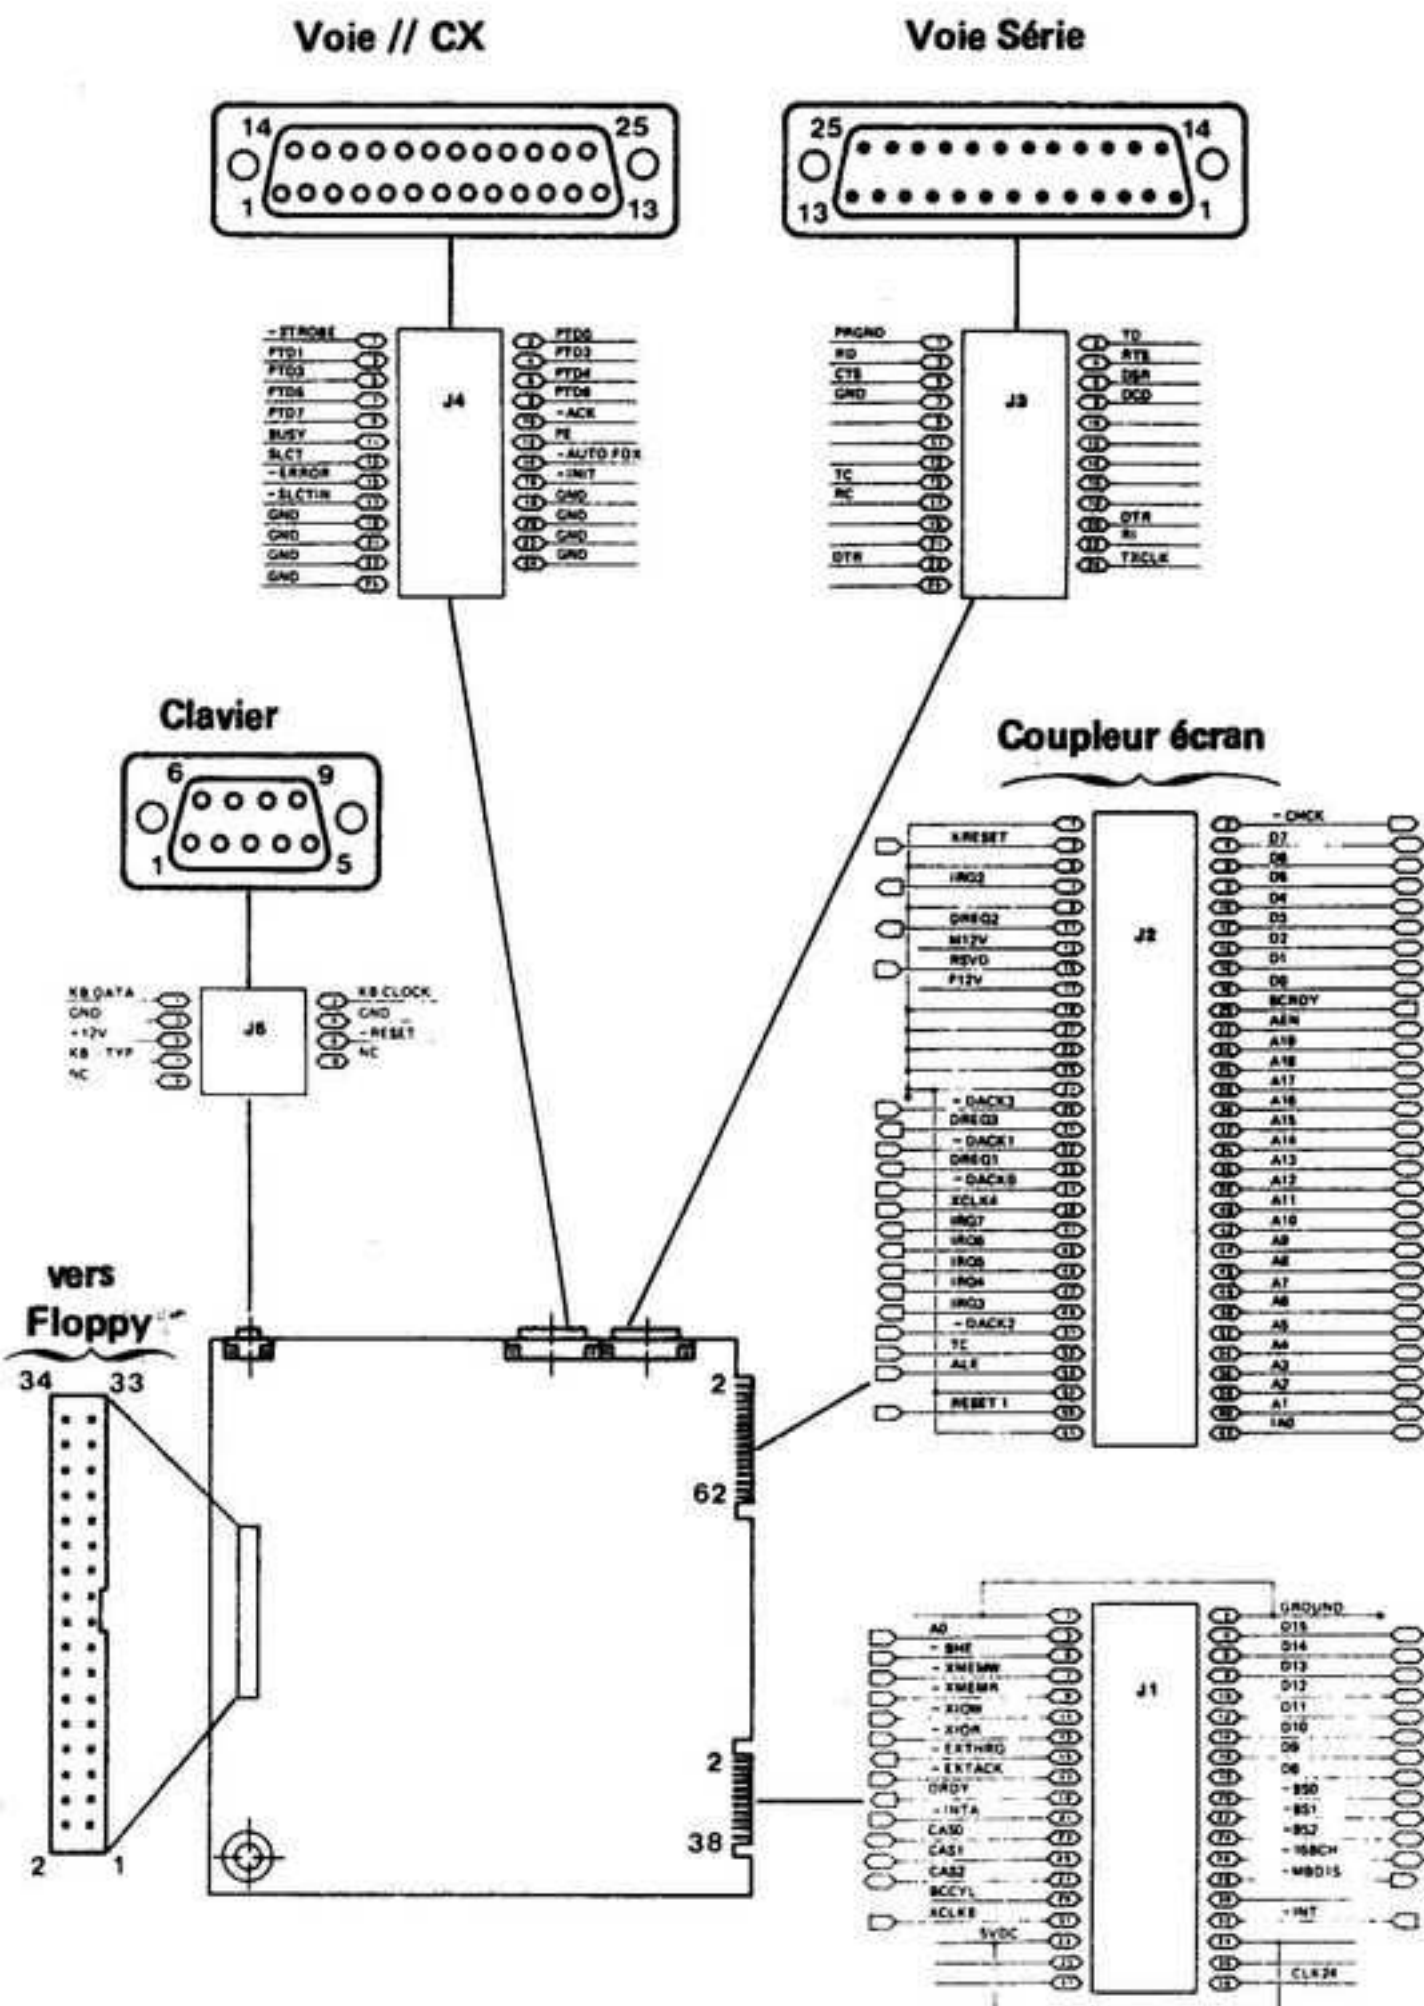 Voie // CX
Voie Série
14
25
1
13
25
14
13
1
-STROBE
PTD1
PTD3
PTD5
PTD7
BUSY
SLCT
-ERROR
-SLCTIN
GND
GND
GND
GND
J4
PTD0
PTD2
PTD4
PTD6
-ACK
PE
-AUTO FDX
-INIT
GND
GND
GND
GND
PRGND
RD
CTS
GND
TC
RC
DTR
J3
TD
RTS
DSR
DCD
DTR
RI
TXCLK
Clavier
6
9
1
5
KB DATA
GND
+12V
KB TYP
NC
J5
KB CLOCK
GND
-RESET
NC
Coupleur écran
XRESET
IRQ2
DREQ2
M12V
RSVD
P12V
-DACK3
DREQ3
-DACK1
DREQ1
-DACK0
XCLK4
IRQ7
IRQ6
IRQ5
IRQ4
IRQ3
-DACK2
TC
ALE
RESET 1
J2
-CHCK
D7
D6
D5
D4
D3
D2
D1
D0
BCRDY
AEN
A19
A18
A17
A16
A15
A14
A13
A12
A11
A10
A9
A8
A7
A6
A5
A4
A3
A2
A1
IA0
vers
Floppy
34
33
2
1
2
62
2
38
A0
-BHE
-XMEMW
-XMEMR
-XIOW
-XIOR
-EXTHRQ
-EXTACK
-INTA
CAS0
CAS1
CAS2
BCCYL
XCLK8
5VDC
J1
GROUND
D15
D14
D13
D12
D11
D10
D9
D8
-BS0
-BS1
-BS2
-MBDIS
-INT
CLK24